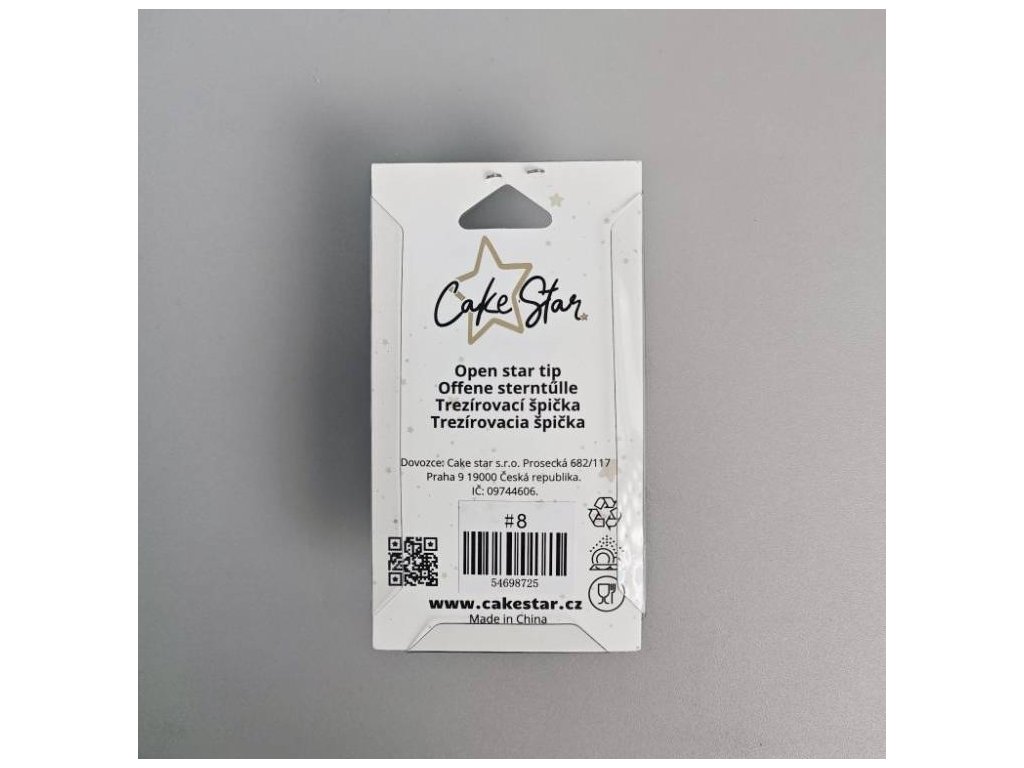 Cake Star
Open star tip
Offene sterntűlle
Trezírovací špička
Trezírovacia špička
Dovozce: Cake star s.r.o. Prosecká 682/117
Praha 9 19000 Česká republika.
IČ: 09744606.
#8
54698725
www.cakestar.cz
Made in China